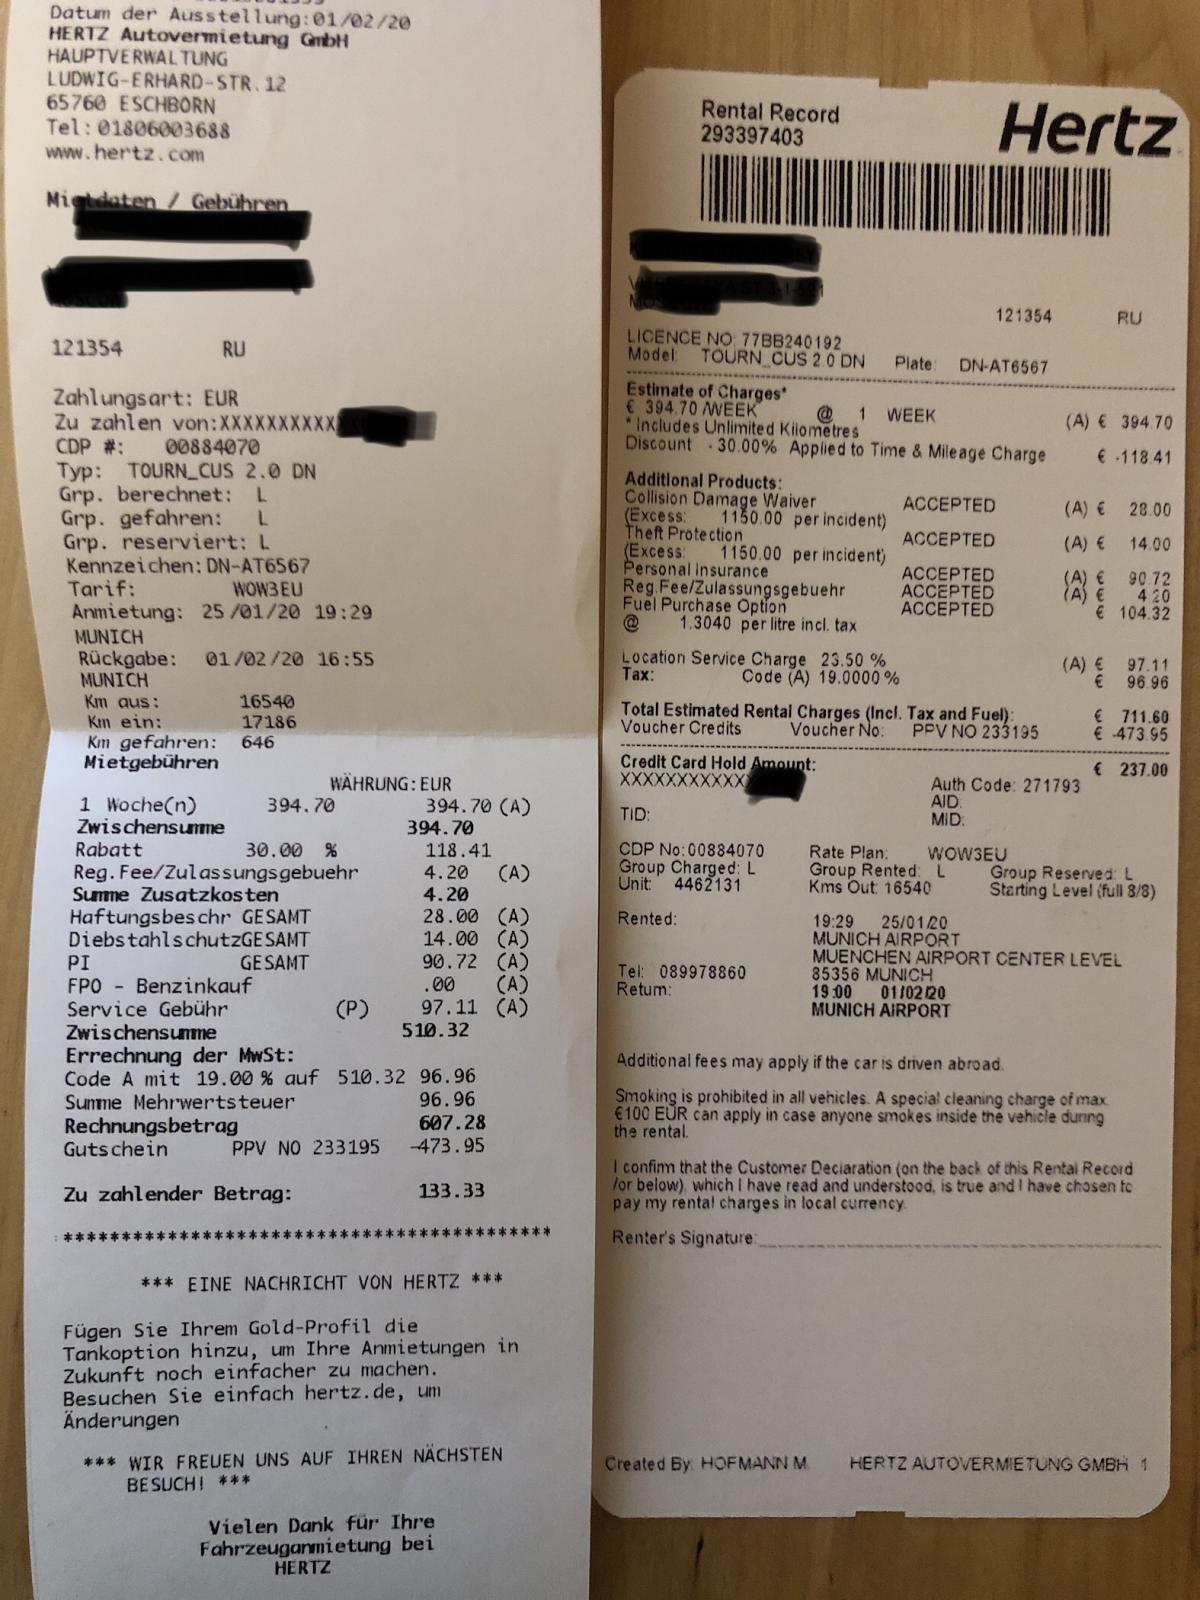 Datum der Ausstellung:01/02/20
HERTZ Autovermietung GmbH
HAUPTVERWALTUNG
LUDWIG-ERHARD-STR.12
65760 ESCHBORN
Tel:01806003688
www.hertz.com
Mietdaten / Gebühren
121354 RU
Zahlungsart: EUR
Zu zahlen von:XXXXXXXXXX
CDP #: 00884070
Typ: TOURN_CUS 2.0 DN
Grp. berechnet: L
Grp. gefahren: L
Grp. reserviert: L
Kennzeichen:DN-AT6567
Tarif: WOW3EU
Anmietung: 25/01/20 19:29
MUNICH
Rückgabe: 01/02/20 16:55
MUNICH
Km aus: 16540
Km ein: 17186
Km gefahren: 646
Mietgebühren
WÄHRUNG:EUR
1 Woche(n) 394.70 394.70 (A)
Zwischensumme 394.70
Rabatt 30.00 % 118.41
Reg.Fee/Zulassungsgebuehr 4.20 (A)
Summe Zusatzkosten 4.20
Haftungsbeschr GESAMT 28.00 (A)
DiebstahlschutzGESAMT 14.00 (A)
PI GESAMT 90.72 (A)
FPO - Benzinkauf .00 (A)
Service Gebühr (P) 97.11 (A)
Zwischensumme 510.32
Errechnung der MwSt:
Code A mit 19.00 % auf 510.32 96.96
Summe Mehrwertsteuer 96.96
Rechnungsbetrag 607.28
Gutschein PPV NO 233195 -473.95
Zu zahlender Betrag: 133.33
******************************************
*** EINE NACHRICHT VON HERTZ ***
Fügen Sie Ihrem Gold-Profil die
Tankoption hinzu, um Ihre Anmietungen in
Zukunft noch einfacher zu machen.
Besuchen Sie einfach hertz.de, um
Änderungen
*** WIR FREUEN UNS AUF IHREN NÄCHSTEN
BESUCH! ***
Vielen Dank für Ihre
Fahrzeuganmietung bei
HERTZ
Rental Record
293397403
Hertz
121354 RU
LICENCE NO: 77BB240192
Model: TOURN_CUS 2.0 DN Plate: DN-AT6567
Estimate of Charges*
€ 394.70 /WEEK @ 1 WEEK (A) € 394.70
* Includes Unlimited Kilometres
Discount - 30.00% Applied to Time & Mileage Charge € -118.41
Additional Products:
Collision Damage Waiver ACCEPTED (A) € 28.00
(Excess: 1150.00 per incident)
Theft Protection ACCEPTED (A) € 14.00
(Excess: 1150.00 per incident)
Personal Insurance ACCEPTED (A) € 90.72
Reg.Fee/Zulassungsgebuehr ACCEPTED (A) € 4.20
Fuel Purchase Option ACCEPTED € 104.32
@ 1.3040 per litre incl. tax
Location Service Charge 23.50 % (A) € 97.11
Tax: Code (A) 19.0000 % € 96.96
Total Estimated Rental Charges (Incl. Tax and Fuel): € 711.60
Voucher Credits Voucher No: PPV NO 233195 € -473.95
Credit Card Hold Amount: € 237.00
XXXXXXXXXXX Auth Code: 271793
AID:
TID: MID:
CDP No:00884070 Rate Plan: WOW3EU
Group Charged: L Group Rented: L Group Reserved: L
Unit: 4462131 Kms Out: 16540 Starting Level (full 8/8)
Rented: 19:29 25/01/20
MUNICH AIRPORT
MUENCHEN AIRPORT CENTER LEVEL
Tel: 089978860 85356 MUNICH
Return: 19:00 01/02/20
MUNICH AIRPORT
Additional fees may apply if the car is driven abroad.
Smoking is prohibited in all vehicles. A special cleaning charge of max.
€100 EUR can apply in case anyone smokes inside the vehicle during
the rental.
I confirm that the Customer Declaration (on the back of this Rental Record
/or below), which I have read and understood, is true and I have chosen to
pay my rental charges in local currency.
Renter's Signature:
Created By: HOFMANN M. HERTZ AUTOVERMIETUNG GMBH 1